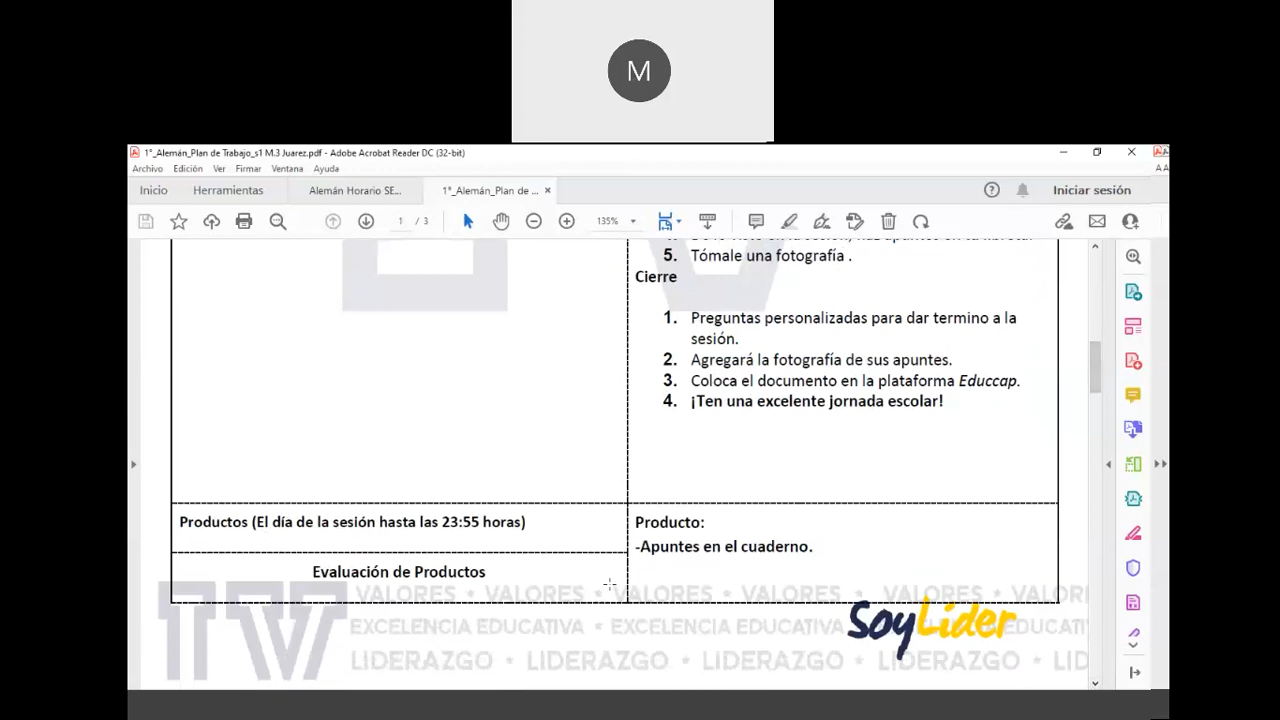 M
1°_Alemán_Plan de Trabajo_s1 M.3 Juarez.pdf - Adobe Acrobat Reader DC (32-bit)
Archivo Edición Ver Firmar Ventana Ayuda
Inicio Herramientas Alemán Horario SE... 1°_Alemán_Plan de ... × Iniciar sesión
1 / 3 135%
5. Tómale una fotografía .
Cierre
1. Preguntas personalizadas para dar termino a la
sesión.
2. Agregará la fotografía de sus apuntes.
3. Coloca el documento en la plataforma Educcap.
4. ¡Ten una excelente jornada escolar!
Productos (El día de la sesión hasta las 23:55 horas)
Producto:
-Apuntes en el cuaderno.
Evaluación de Productos
VALORES * VALORES * VALORES * VALORES * VALORES * VALOR
EXCELENCIA EDUCATIVA * EXCELENCIA EDUCATIVA * EDUCATIVA
LIDERAZGO * LIDERAZGO * LIDERAZGO * LIDERAZGO * LID
SoyLíder